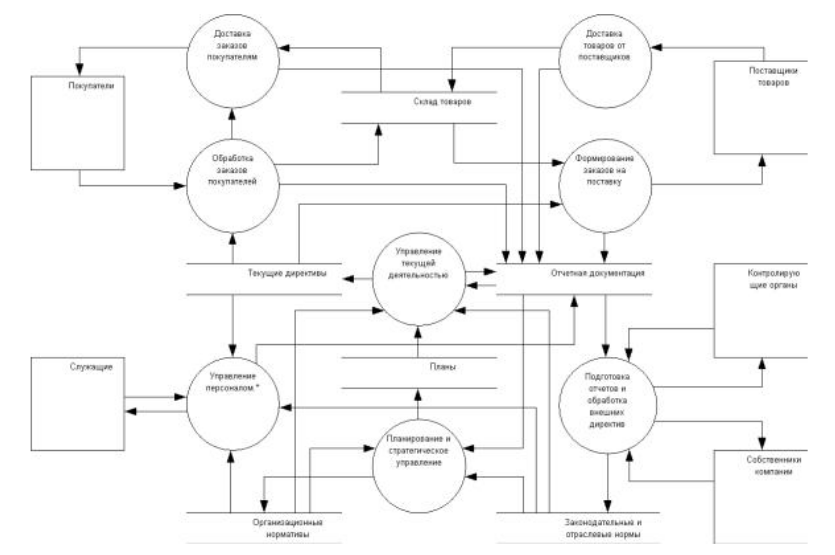 Доставка
заказов
покупателям
Доставка
товаров от
поставщиков
Покупатели
Поставщики
товаров
Склад товаров
Обработка
заказов
покупателей
Формирование
заказов на
поставку
Управление
текущей
деятельностью
Текущие директивы
Отчетная документация
Контролирую
щие органы
Служащие
Управление
персоналом *
Планы
Подготовка
отчетов и
обработка
внешних
директив
Планирование и
стратегическое
управление
Собственники
компании
Организационные
нормативы
Законодательные и
отраслевые нормы